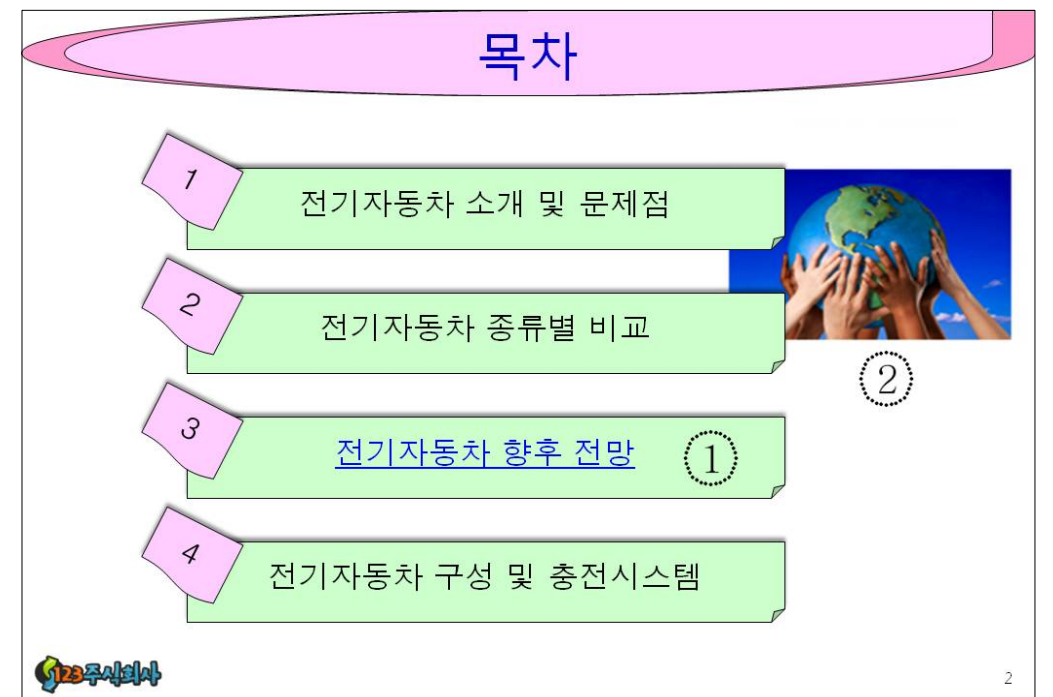 목차
1
전기자동차 소개 및 문제점
2
전기자동차 종류별 비교
②
3
전기자동차 향후 전망 ①
4
전기자동차 구성 및 충전시스템
123주식회사
2